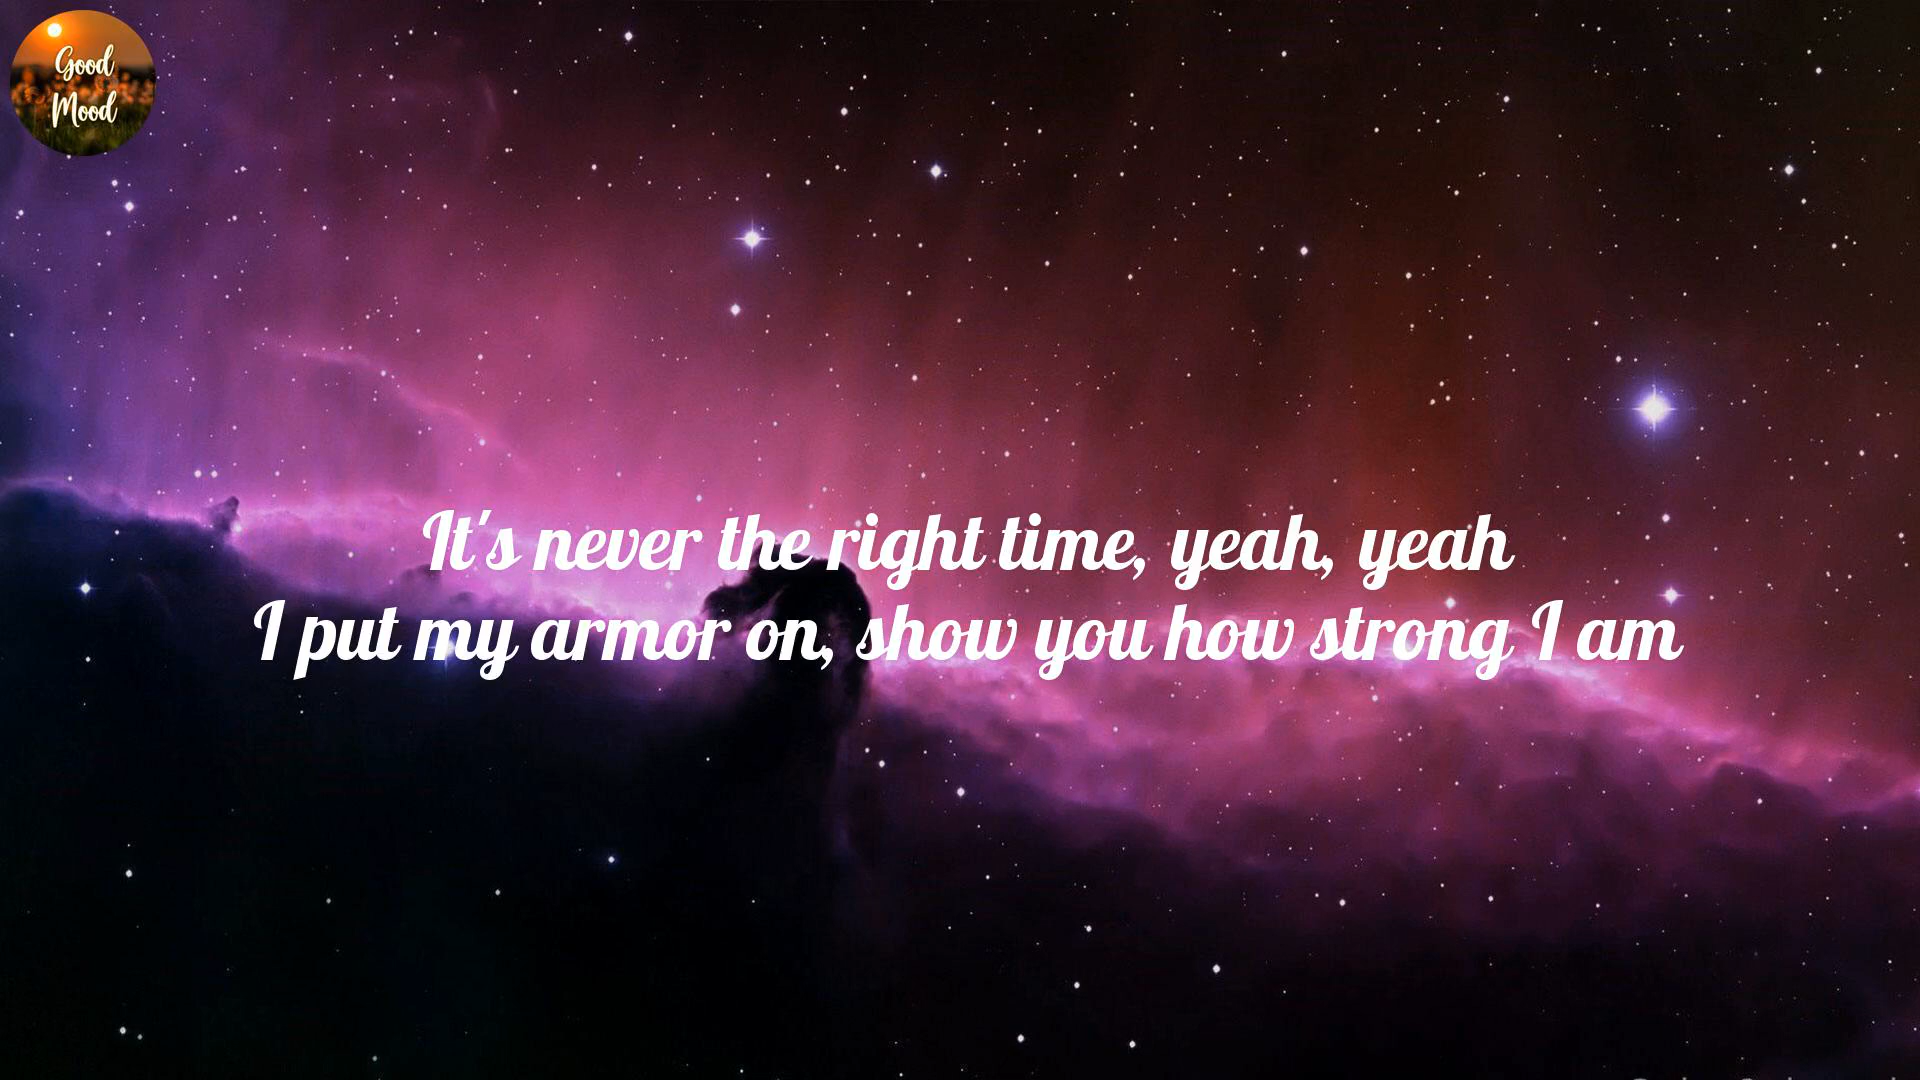 Good
Mood
It's never the right time, yeah, yeah
I put my armor on, show you how strong I am